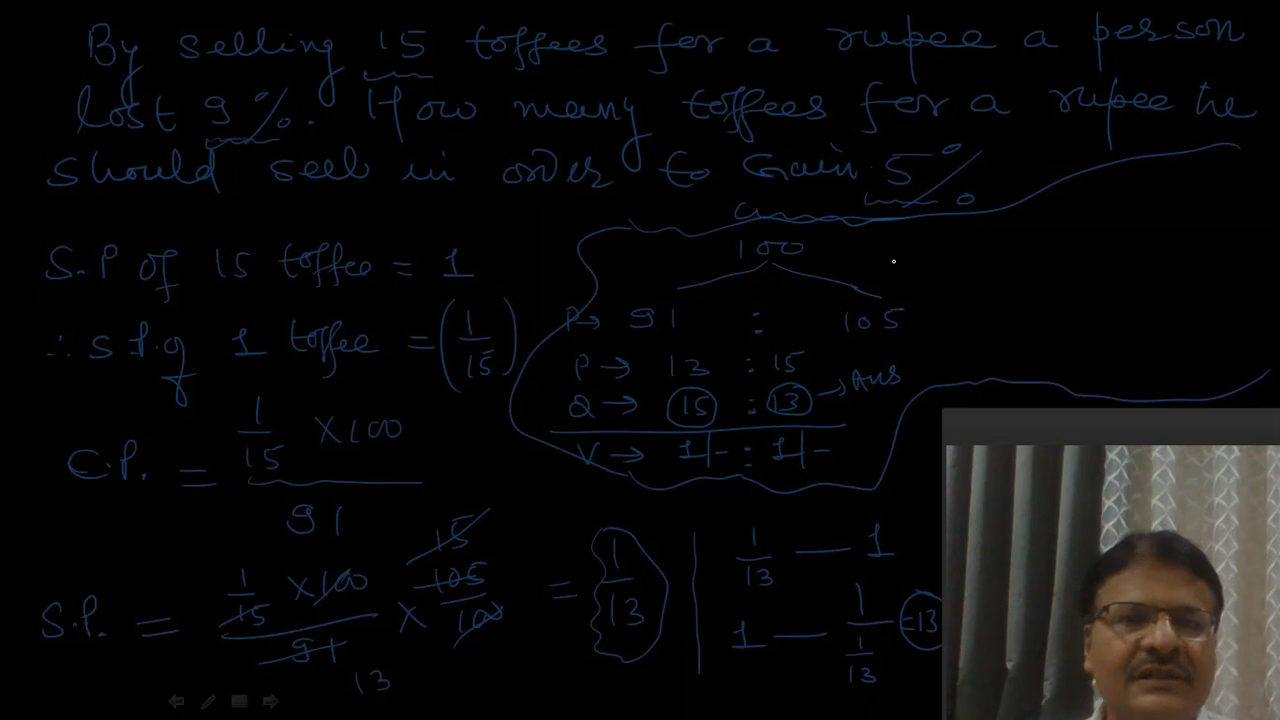 By selling 15 toffees for a rupee a person
lost 9%. How many toffees for a rupee he
should sell in order to Gain 5%
S.P of 15 toffee = 1
∴ S.P. of 1 toffee = (1/15)
C.P. = 1/15 × 100 / 91
S.P. = 1/15 × 100 / 91 × 105/100 = 1/13
15
13
100
P → 91 : 105
P → 13 : 15
Q → 15 : 13 → Ans
V → 1/- : 1/-
1/13 — 1
1 — 1 / 1/13 = 13